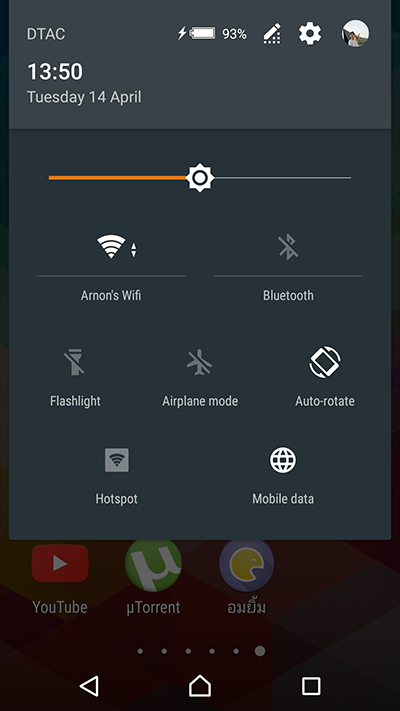 DTAC
93%
13:50
Tuesday 14 April
Arnon's Wifi
Bluetooth
Flashlight
Airplane mode
Auto-rotate
Hotspot
Mobile data
YouTube
µTorrent
อมยิ้ม